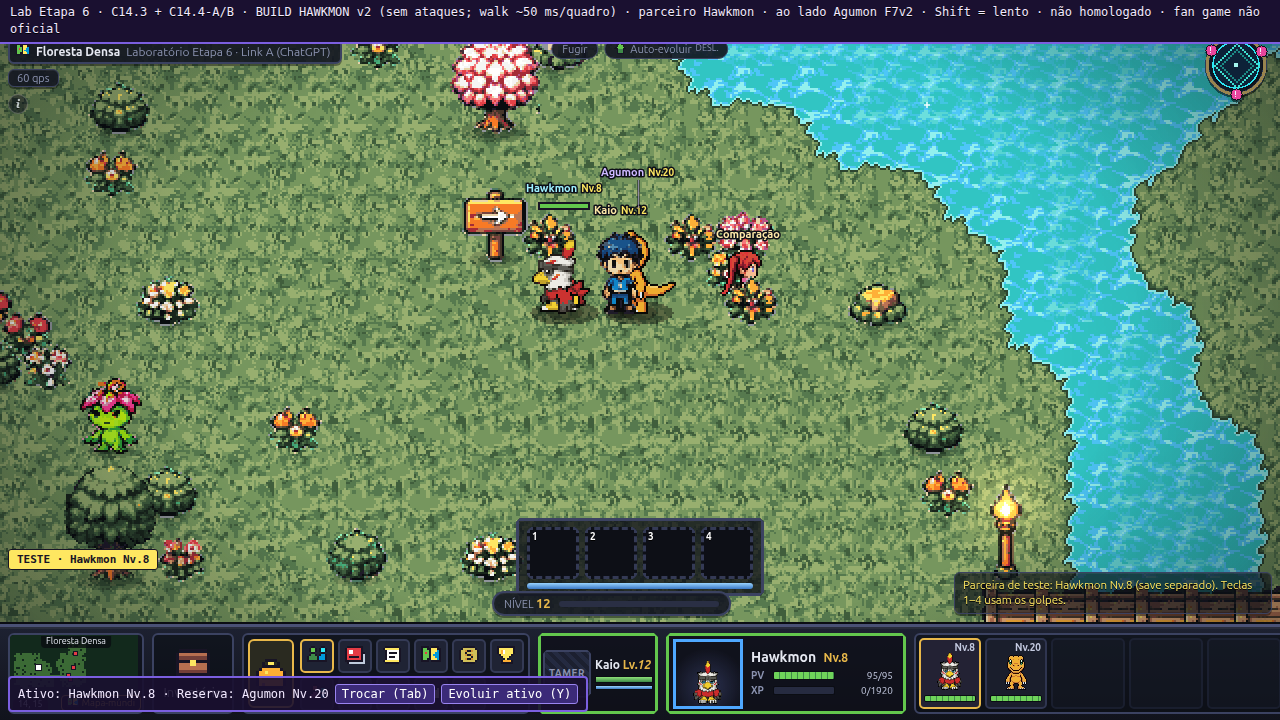 Lab Etapa 6 · C14.3 + C14.4-A/B · BUILD HAWKMON v2 (sem ataques; walk ~50 ms/quadro) · parceiro Hawkmon · ao lado Agumon F7v2 · Shift = lento · não homologado · fan game não
oficial
Floresta Densa Laboratório Etapa 6 · Link A (ChatGPT)
Fugir
Auto-evoluir DESL.
60 qps
i
Agumon Nv.20
Hawkmon Nv.8
Kaio Nv.12
Comparação
TESTE · Hawkmon Nv.8
1 2 3 4
NÍVEL 12
Parceira de teste: Hawkmon Nv.8 (save separado). Teclas
1–4 usam os golpes.
Floresta Densa
TAMER
Kaio Lv.12
Hawkmon Nv.8
PV 95/95
XP 0/1920
Nv.8
Nv.20
Ativo: Hawkmon Nv.8 · Reserva: Agumon Nv.20 Trocar (Tab) Evoluir ativo (Y)